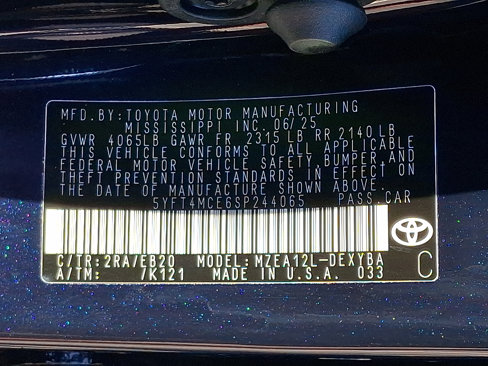 MFD.BY:TOYOTA MOTOR MANUFACTURING
MISSISSIPPI INC. 06/25
GVWR 4065LB GAWR FR 2315 LB RR 2140 LB
THIS VEHICLE CONFORMS TO ALL APPLICABLE
FEDERAL MOTOR VEHICLE SAFETY, BUMPER,AND
THEFT PREVENTION STANDARDS IN EFFECT ON
THE DATE OF MANUFACTURE SHOWN ABOVE.
5YFT4MCE6SP244065 PASS.CAR
C/TR:2RA/EB20 MODEL:MZEA12L-DEXYBA
A/TM: /K121 MADE IN U.S.A. 033 C